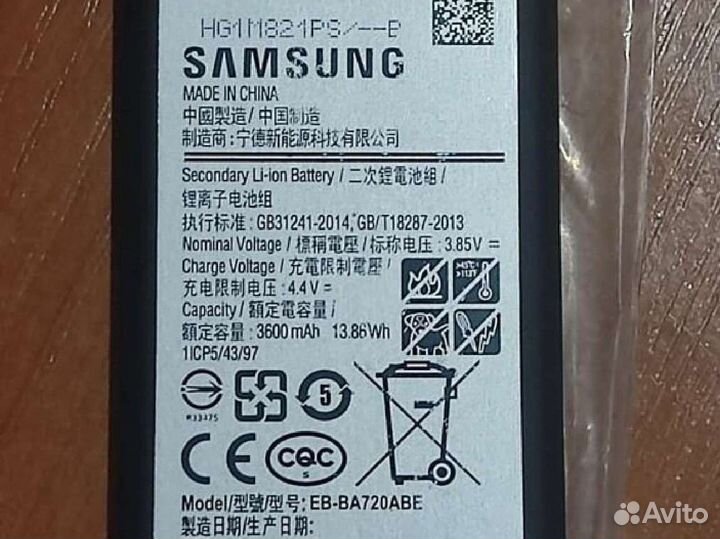 HG1M821PS/--B
SAMSUNG
MADE IN CHINA
中國製造/中国制造
制造商:宁德新能源科技有限公司
Secondary Li-ion Battery / 二次鋰電池組 /
锂离子电池组
执行标准: GB31241-2014, GB/T18287-2013
Nominal Voltage / 標稱電壓 /标称电压: 3.85V ⎓
Charge Voltage / 充電限制電壓 /
充电限制电压: 4.4V ⎓
Capacity / 額定電容量 /
额定容量: 3600mAh 13.86Wh
1ICP5/43/97
5
R33475
CE
CQC
S
Model/型號/型号: EB-BA720ABE
製造日期/生产日期:
Avito